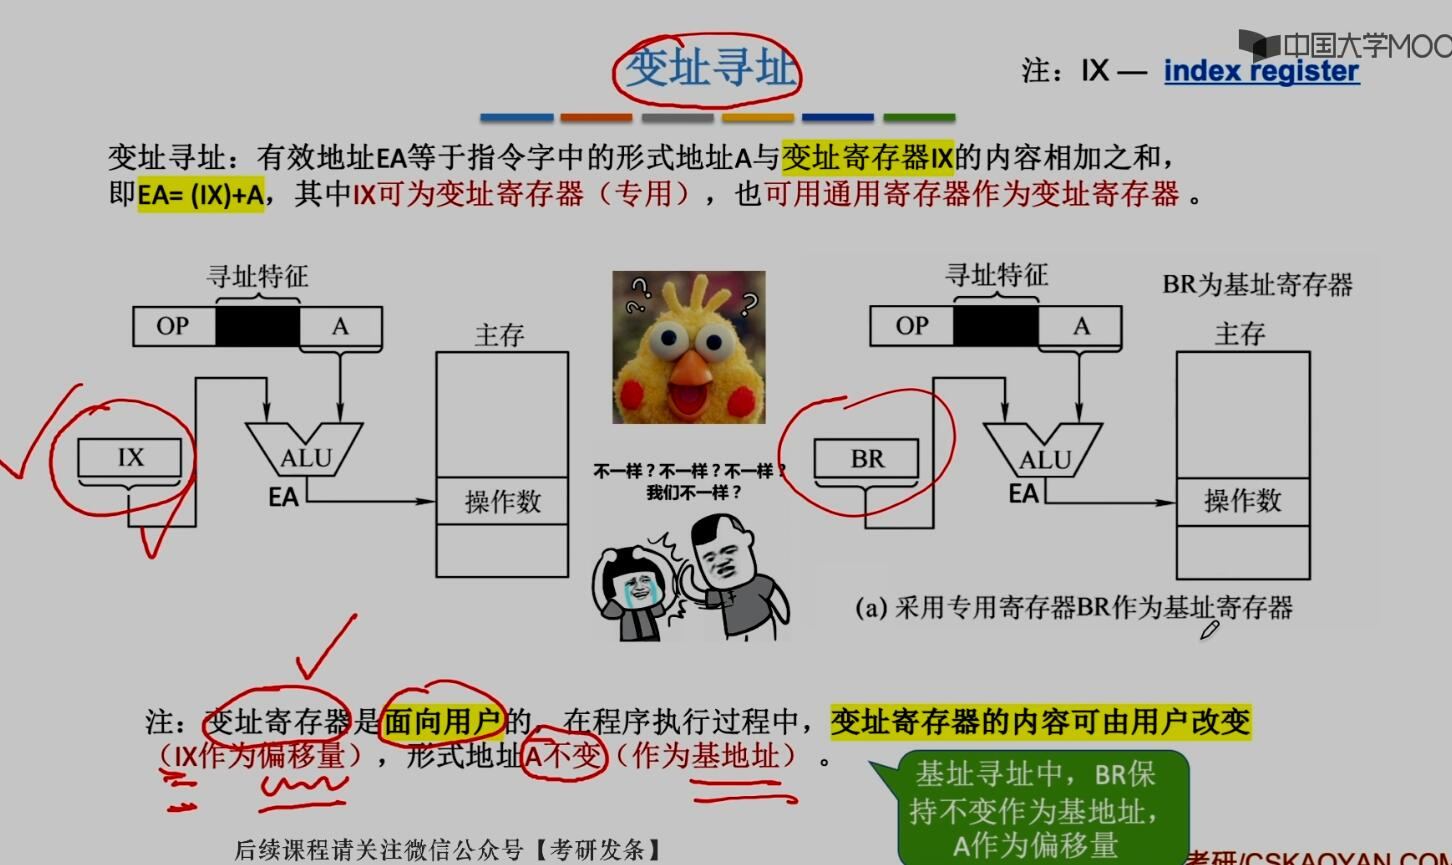 变址寻址
中国大学MOO
注：IX — index register
变址寻址：有效地址EA等于指令字中的形式地址A与变址寄存器IX的内容相加之和，
即EA= (IX)+A，其中IX可为变址寄存器（专用），也可用通用寄存器作为变址寄存器 。
寻址特征
OP
A
主存
IX
ALU
EA
操作数
? ? ?
不一样？不一样？不一样？
我们不一样？
寻址特征
BR为基址寄存器
OP
A
主存
BR
ALU
EA
操作数
(a) 采用专用寄存器BR作为基址寄存器
注：变址寄存器是面向用户的，在程序执行过程中，变址寄存器的内容可由用户改变
（IX作为偏移量），形式地址A不变（作为基地址）。
基址寻址中，BR保
持不变作为基地址，
A作为偏移量
后续课程请关注微信公众号【考研发条】
考研/CSKAOYAN.COM